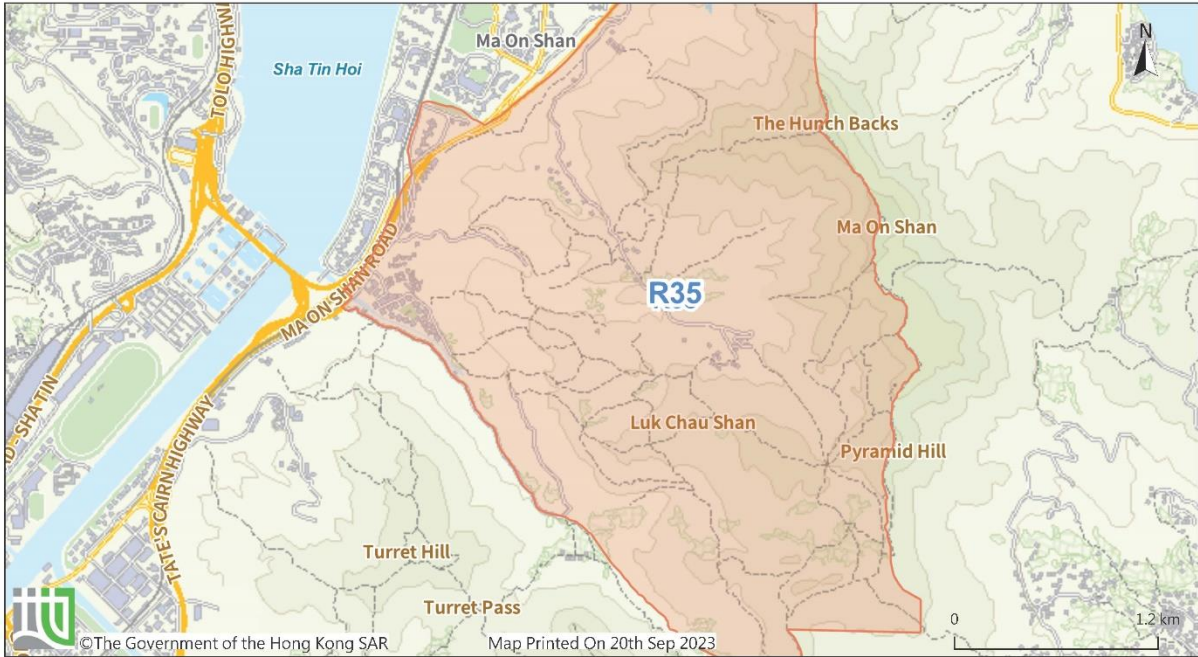 Ma On Shan
Sha Tin Hoi
TOLO HIGHWA
N
The Hunch Backs
Ma On Shan
MA ON SHAN ROAD
R35
D - SHA TIN
TATE'S CAIRN HIGHWAY
Luk Chau Shan
Pyramid Hill
Turret Hill
Turret Pass
0
1.2 km
©The Government of the Hong Kong SAR
Map Printed On 20th Sep 2023